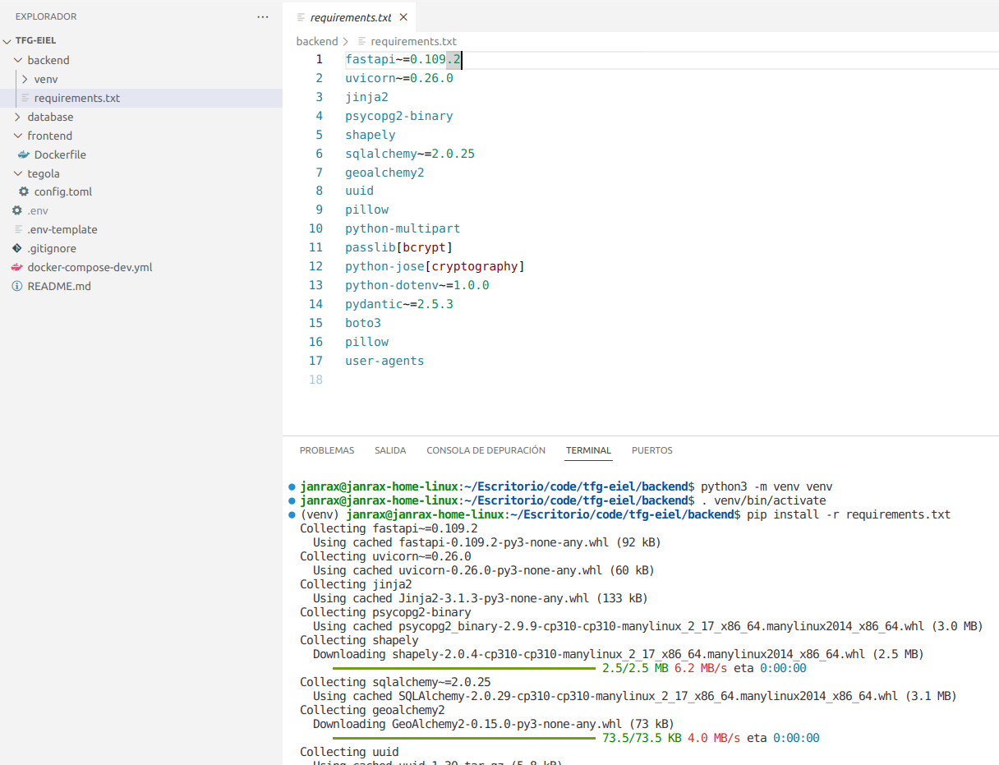 EXPLORADOR
TFG-EIEL
backend
venv
requirements.txt
database
frontend
Dockerfile
tegola
config.toml
.env
.env-template
.gitignore
docker-compose-dev.yml
README.md
requirements.txt
backend > requirements.txt
1 fastapi~=0.109.2
2 uvicorn~=0.26.0
3 jinja2
4 psycopg2-binary
5 shapely
6 sqlalchemy~=2.0.25
7 geoalchemy2
8 uuid
9 pillow
10 python-multipart
11 passlib[bcrypt]
12 python-jose[cryptography]
13 python-dotenv~=1.0.0
14 pydantic~=2.5.3
15 boto3
16 pillow
17 user-agents
18
PROBLEMAS SALIDA CONSOLA DE DEPURACIÓN TERMINAL PUERTOS
janrax@janrax-home-linux:~/Escritorio/code/tfg-eiel/backend$ python3 -m venv venv
janrax@janrax-home-linux:~/Escritorio/code/tfg-eiel/backend$ . venv/bin/activate
(venv) janrax@janrax-home-linux:~/Escritorio/code/tfg-eiel/backend$ pip install -r requirements.txt
Collecting fastapi~=0.109.2
Using cached fastapi-0.109.2-py3-none-any.whl (92 kB)
Collecting uvicorn~=0.26.0
Using cached uvicorn-0.26.0-py3-none-any.whl (60 kB)
Collecting jinja2
Using cached Jinja2-3.1.3-py3-none-any.whl (133 kB)
Collecting psycopg2-binary
Using cached psycopg2_binary-2.9.9-cp310-cp310-manylinux_2_17_x86_64.manylinux2014_x86_64.whl (3.0 MB)
Collecting shapely
Downloading shapely-2.0.4-cp310-cp310-manylinux_2_17_x86_64.manylinux2014_x86_64.whl (2.5 MB)
2.5/2.5 MB 6.2 MB/s eta 0:00:00
Collecting sqlalchemy~=2.0.25
Using cached SQLAlchemy-2.0.29-cp310-cp310-manylinux_2_17_x86_64.manylinux2014_x86_64.whl (3.1 MB)
Collecting geoalchemy2
Downloading GeoAlchemy2-0.15.0-py3-none-any.whl (73 kB)
73.5/73.5 KB 4.0 MB/s eta 0:00:00
Collecting uuid
Using cached uuid-1.30.tar.gz (5.8 kB)